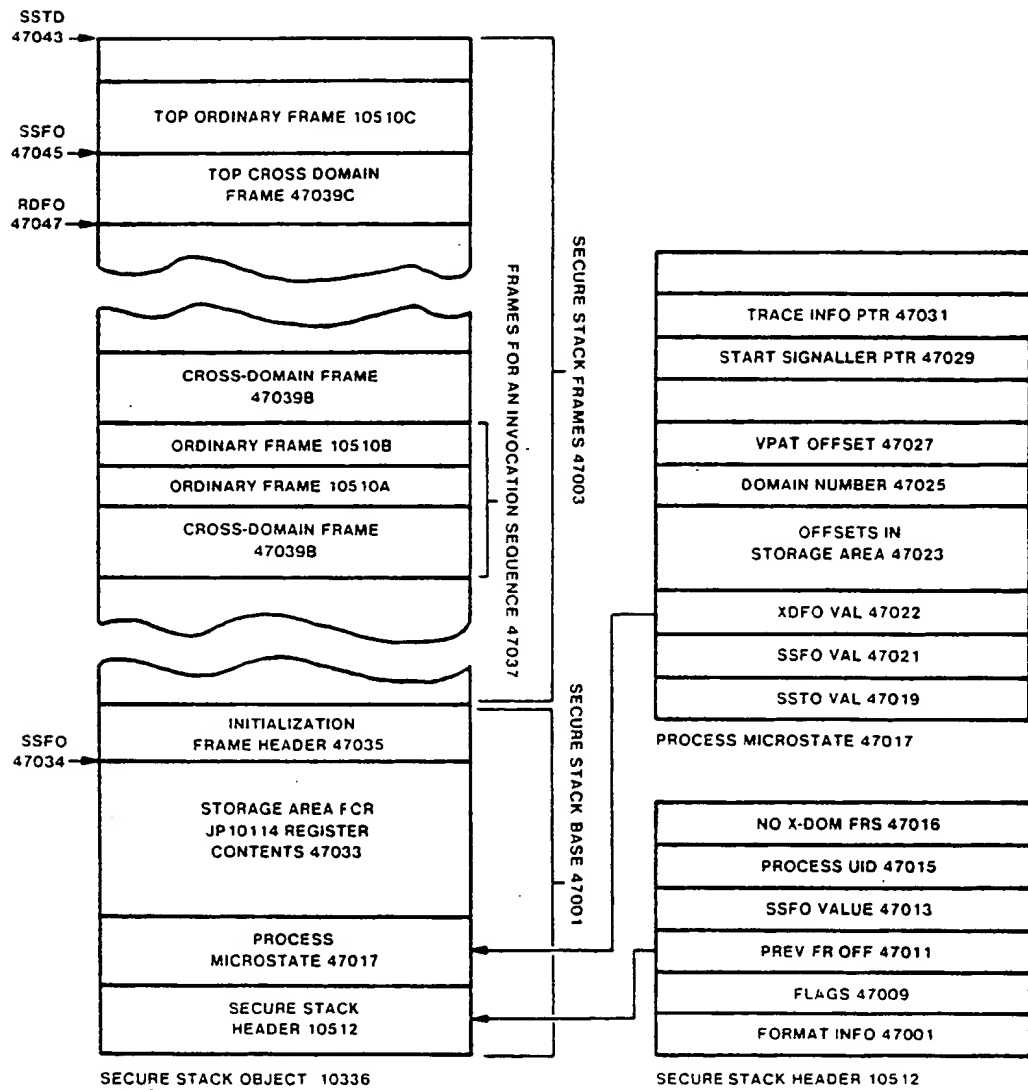 SSTD
47043
TOP ORDINARY FRAME 10510C
SSFO
47045
TOP CROSS DOMAIN
FRAME 47039C
RDFO
47047
CROSS-DOMAIN FRAME
47039B
ORDINARY FRAME 10510B
ORDINARY FRAME 10510A
CROSS-DOMAIN FRAME
47039B
INITIALIZATION
FRAME HEADER 47035
SSFO
47034
STORAGE AREA FCR
JP10114 REGISTER
CONTENTS 47033
PROCESS
MICROSTATE 47017
SECURE STACK
HEADER 10512
SECURE STACK OBJECT 10336
FRAMES FOR AN INVOCATION SEQUENCE 47037
SECURE STACK FRAMES 47003
SECURE STACK BASE 47001
TRACE INFO PTR 47031
START SIGNALLER PTR 47029
VPAT OFFSET 47027
DOMAIN NUMBER 47025
OFFSETS IN
STORAGE AREA 47023
XDFO VAL 47022
SSFO VAL 47021
SSTO VAL 47019
PROCESS MICROSTATE 47017
NO X-DOM FRS 47016
PROCESS UID 47015
SSFO VALUE 47013
PREV FR OFF 47011
FLAGS 47009
FORMAT INFO 47001
SECURE STACK HEADER 10512